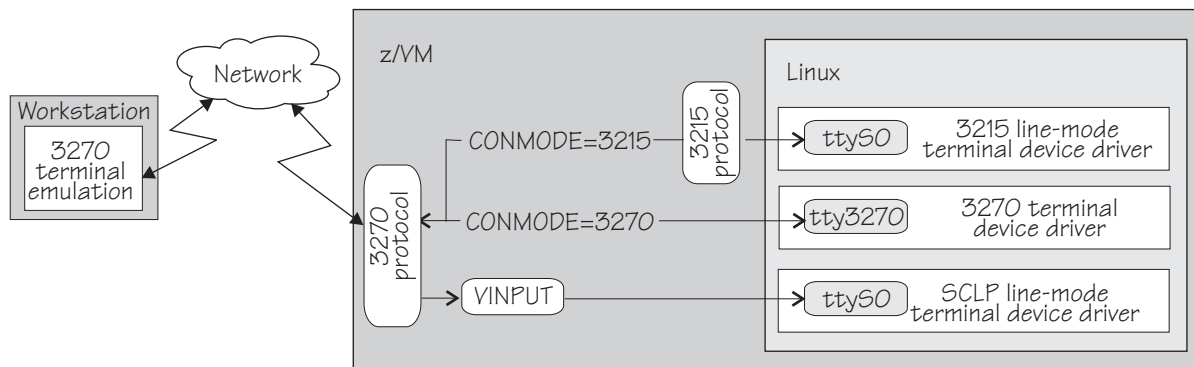 z/VM
Network
Linux
Workstation
3270
terminal
emulation
3270
protocol
CONMODE=3215
3215
protocol
ttyS0
3215 line-mode
terminal device driver
CONMODE=3270
tty3270
3270 terminal
device driver
VINPUT
ttyS0
SCLP line-mode
terminal device driver